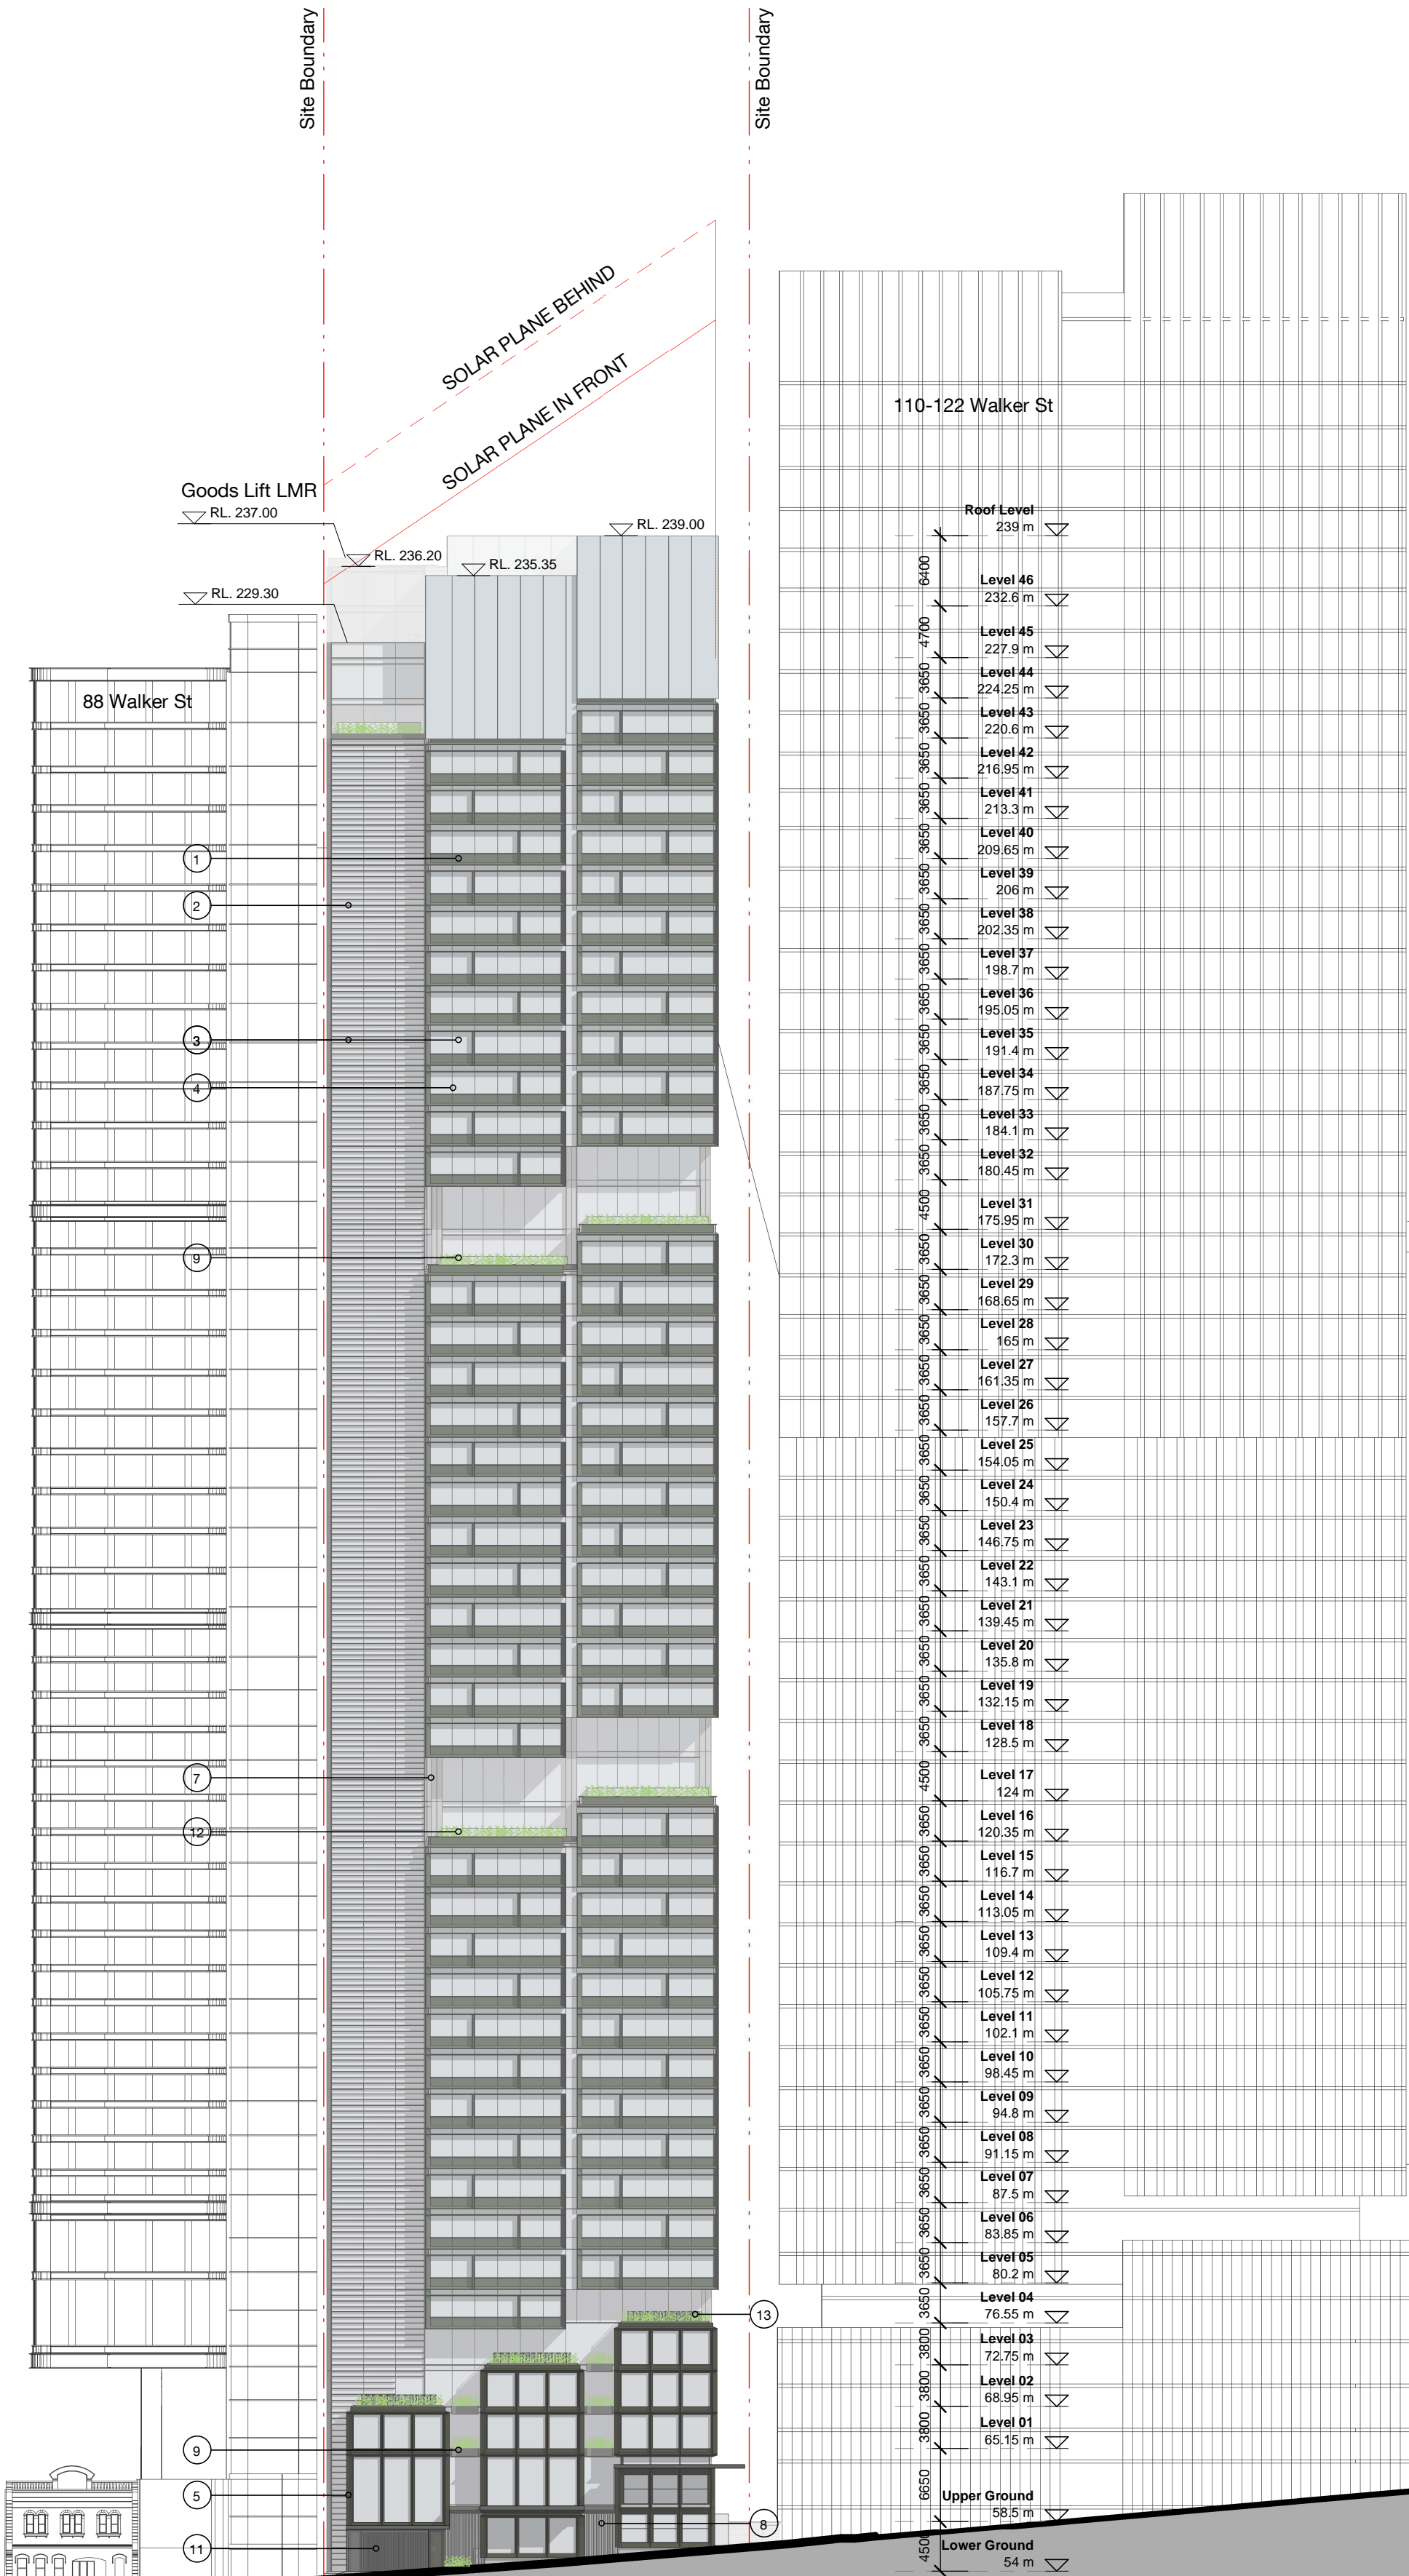 Site Boundary
Site Boundary
SOLAR PLANE BEHIND
SOLAR PLANE IN FRONT
110-122 Walker St
Goods Lift LMR
RL. 237.00
RL. 239.00
RL. 236.20
RL. 235.35
RL. 229.30
88 Walker St
1
2
3
4
9
7
12
13
9
5
8
11
Roof Level
239 m
6400
Level 46
232.6 m
4700
Level 45
227.9 m
3650
Level 44
224.25 m
3650
Level 43
220.6 m
3650
Level 42
216.95 m
3650
Level 41
213.3 m
3650
Level 40
209.65 m
3650
Level 39
206 m
3650
Level 38
202.35 m
3650
Level 37
198.7 m
3650
Level 36
195.05 m
3650
Level 35
191.4 m
3650
Level 34
187.75 m
3650
Level 33
184.1 m
3650
Level 32
180.45 m
4500
Level 31
175.95 m
3650
Level 30
172.3 m
3650
Level 29
168.65 m
3650
Level 28
165 m
3650
Level 27
161.35 m
3650
Level 26
157.7 m
3650
Level 25
154.05 m
3650
Level 24
150.4 m
3650
Level 23
146.75 m
3650
Level 22
143.1 m
3650
Level 21
139.45 m
3650
Level 20
135.8 m
3650
Level 19
132.15 m
3650
Level 18
128.5 m
4500
Level 17
124 m
3650
Level 16
120.35 m
3650
Level 15
116.7 m
3650
Level 14
113.05 m
3650
Level 13
109.4 m
3650
Level 12
105.75 m
3650
Level 11
102.1 m
3650
Level 10
98.45 m
3650
Level 09
94.8 m
3650
Level 08
91.15 m
3650
Level 07
87.5 m
3650
Level 06
83.85 m
3650
Level 05
80.2 m
3650
Level 04
76.55 m
3800
Level 03
72.75 m
3800
Level 02
68.95 m
3800
Level 01
65.15 m
6650
Upper Ground
58.5 m
4500
Lower Ground
54 m